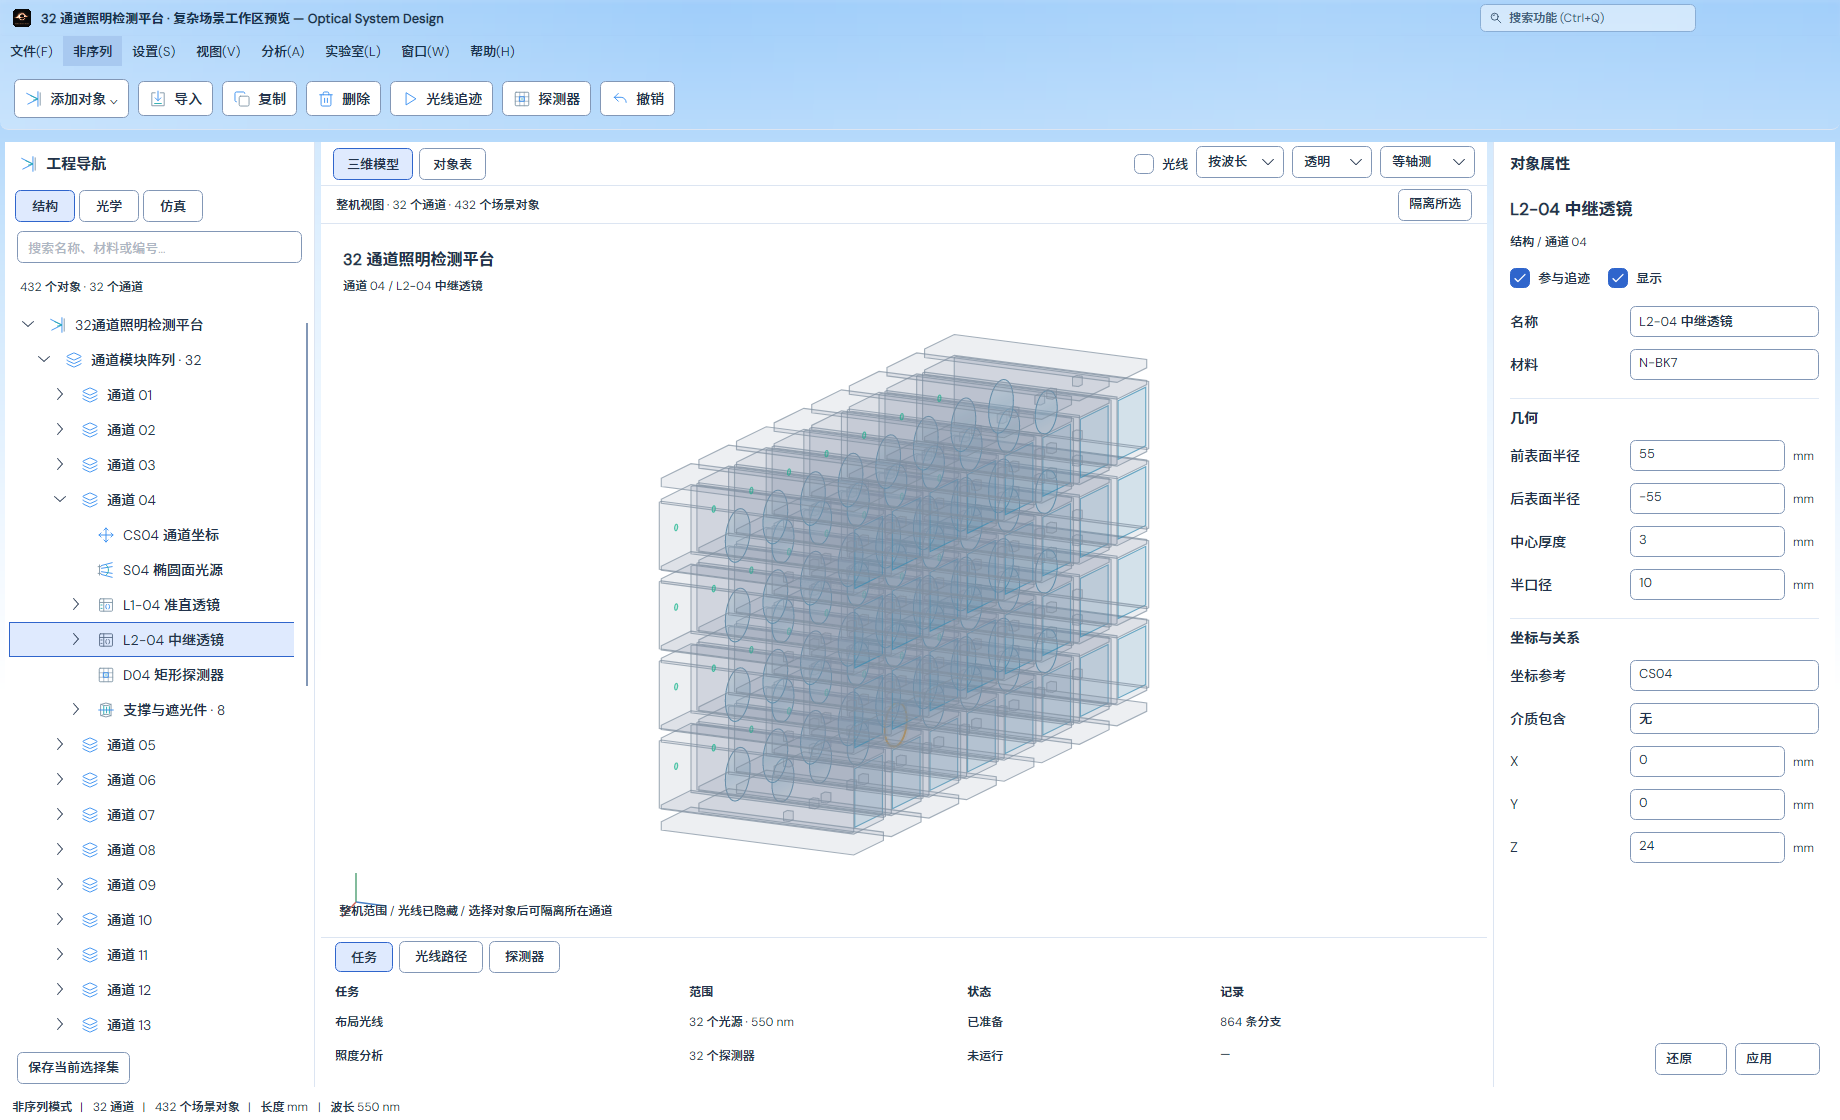 32 通道照明检测平台 · 复杂场景工作区预览 — Optical System Design
搜索功能 (Ctrl+Q)
文件(F) 非序列 设置(S) 视图(V) 分析(A) 实验室(L) 窗口(W) 帮助(H)
添加对象 导入 复制 删除 光线追迹 探测器 撤销
工程导航
结构 光学 仿真
搜索名称、材料或编号...
432 个对象 · 32 个通道
32通道照明检测平台
通道模块阵列 · 32
通道 01
通道 02
通道 03
通道 04
CS04 通道坐标
S04 椭圆面光源
L1-04 准直透镜
L2-04 中继透镜
D04 矩形探测器
支撑与遮光件 · 8
通道 05
通道 06
通道 07
通道 08
通道 09
通道 10
通道 11
通道 12
通道 13
保存当前选择集
三维模型 对象表
光线 按波长 透明 等轴测
整机视图 · 32 个通道 · 432 个场景对象
隔离所选
32 通道照明检测平台
通道 04 / L2-04 中继透镜
整机范围 / 光线已隐藏 / 选择对象后可隔离所在通道
任务 光线路径 探测器
任务 范围 状态 记录
布局光线 32 个光源 · 550 nm 已准备 864 条分支
照度分析 32 个探测器 未运行 —
对象属性
L2-04 中继透镜
结构 / 通道 04
参与追迹 显示
名称 L2-04 中继透镜
材料 N-BK7
几何
前表面半径 55 mm
后表面半径 -55 mm
中心厚度 3 mm
半口径 10 mm
坐标与关系
坐标参考 CS04
介质包含 无
X 0 mm
Y 0 mm
Z 24 mm
还原 应用
非序列模式 | 32 通道 | 432 个场景对象 | 长度 mm | 波长 550 nm